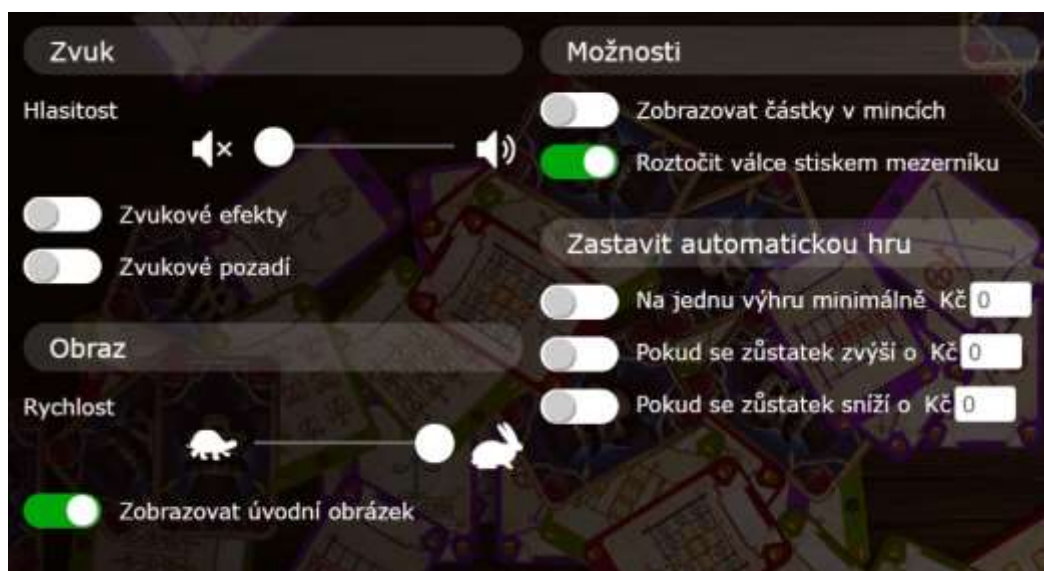 Zvuk
Hlasitost
Zvukové efekty
Zvukové pozadí
Obraz
Rychlost
Zobrazovat úvodní obrázek
Možnosti
Zobrazovat částky v mincích
Roztočit válce stiskem mezerníku
Zastavit automatickou hru
Na jednu výhru minimálně Kč 0
Pokud se zůstatek zvýši o Kč 0
Pokud se zůstatek sníží o Kč 0